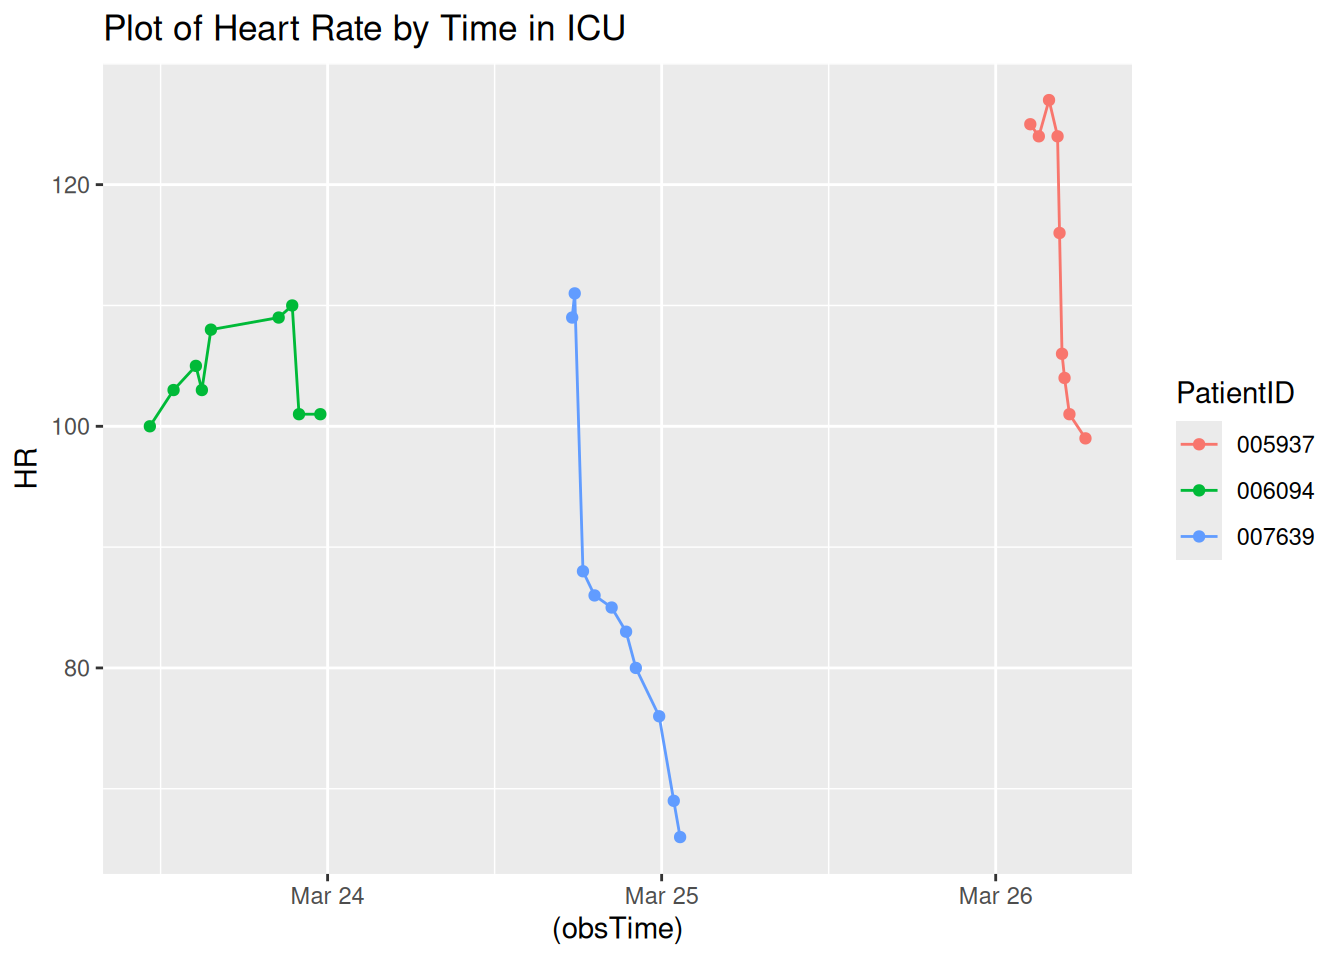 Plot of Heart Rate by Time in ICU
120
100
80
HR
Mar 24
Mar 25
Mar 26
(obsTime)
PatientID
005937
006094
007639